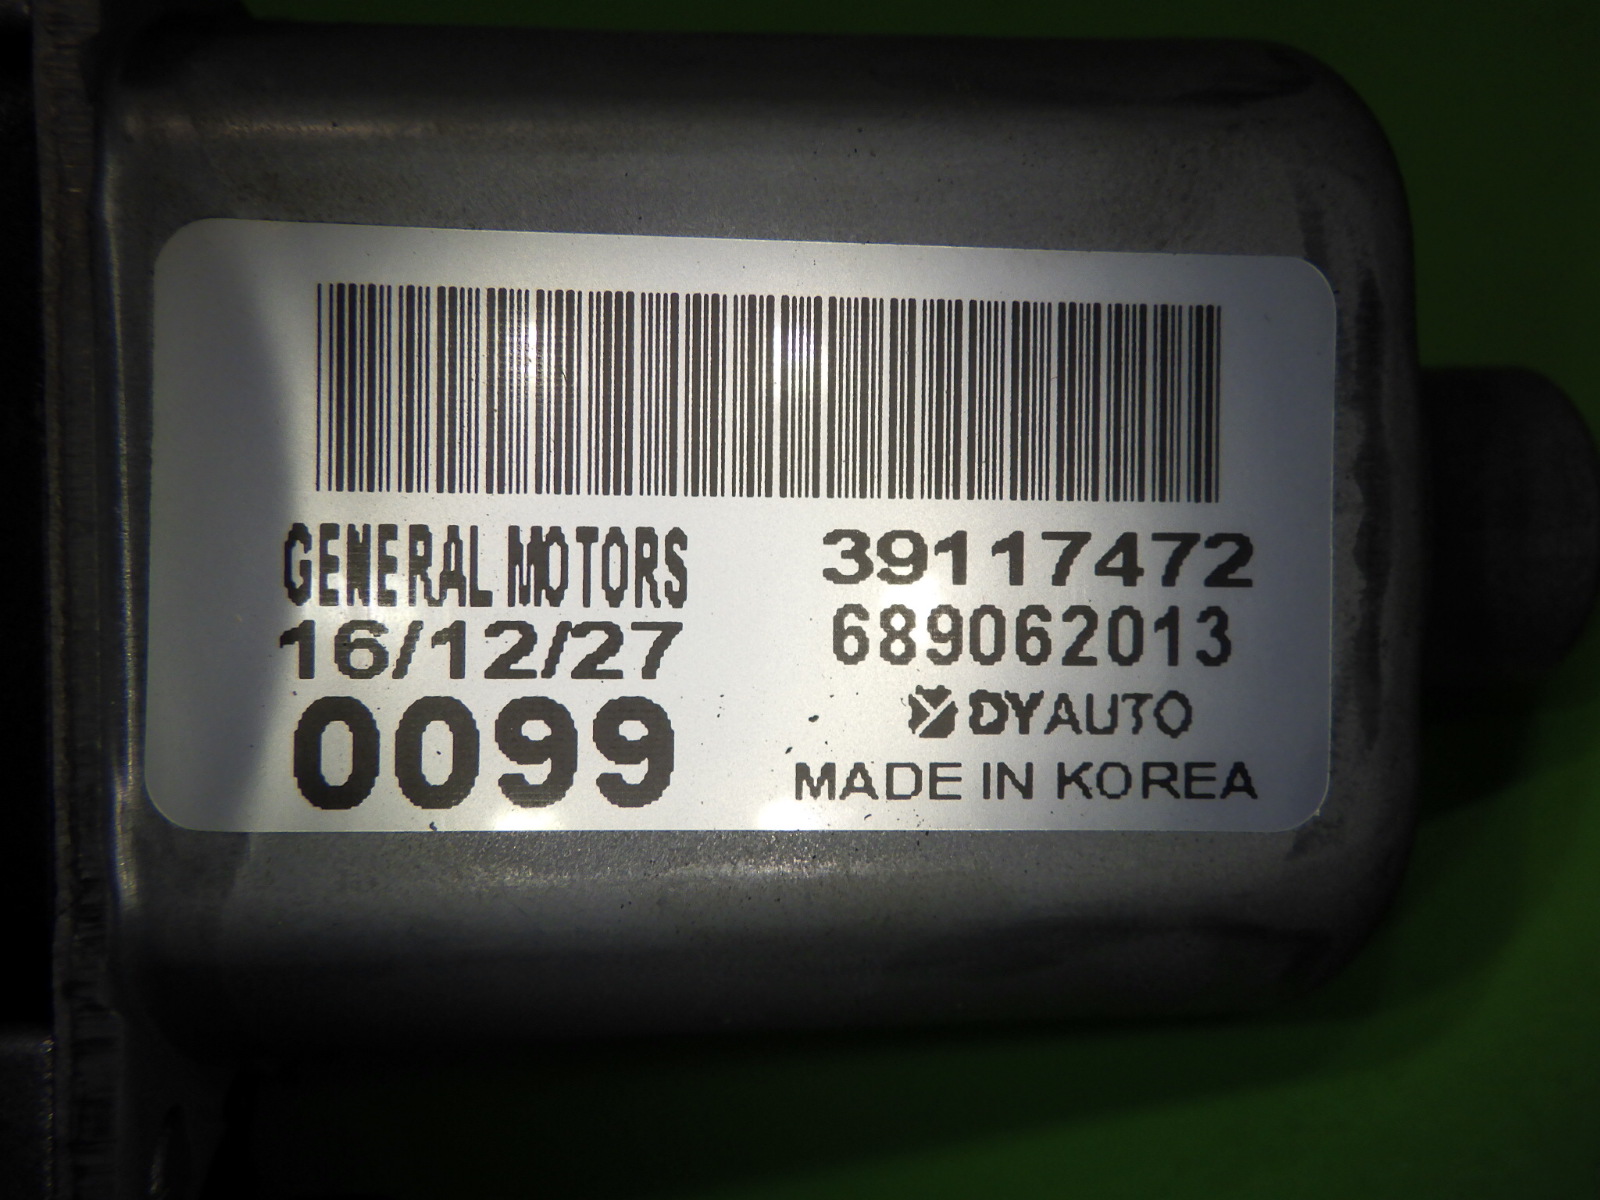 GENERAL MOTORS
16/12/27
0099
39117472
689062013
DYAUTO
MADE IN KOREA